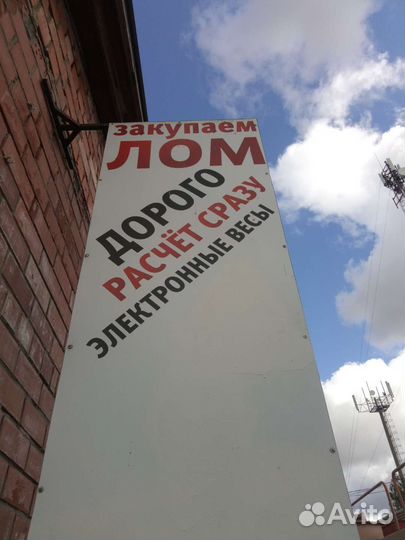 закупаем
ЛОМ
ДОРОГО
РАСЧЁТ СРАЗУ
ЭЛЕКТРОННЫЕ ВЕСЫ
Avito